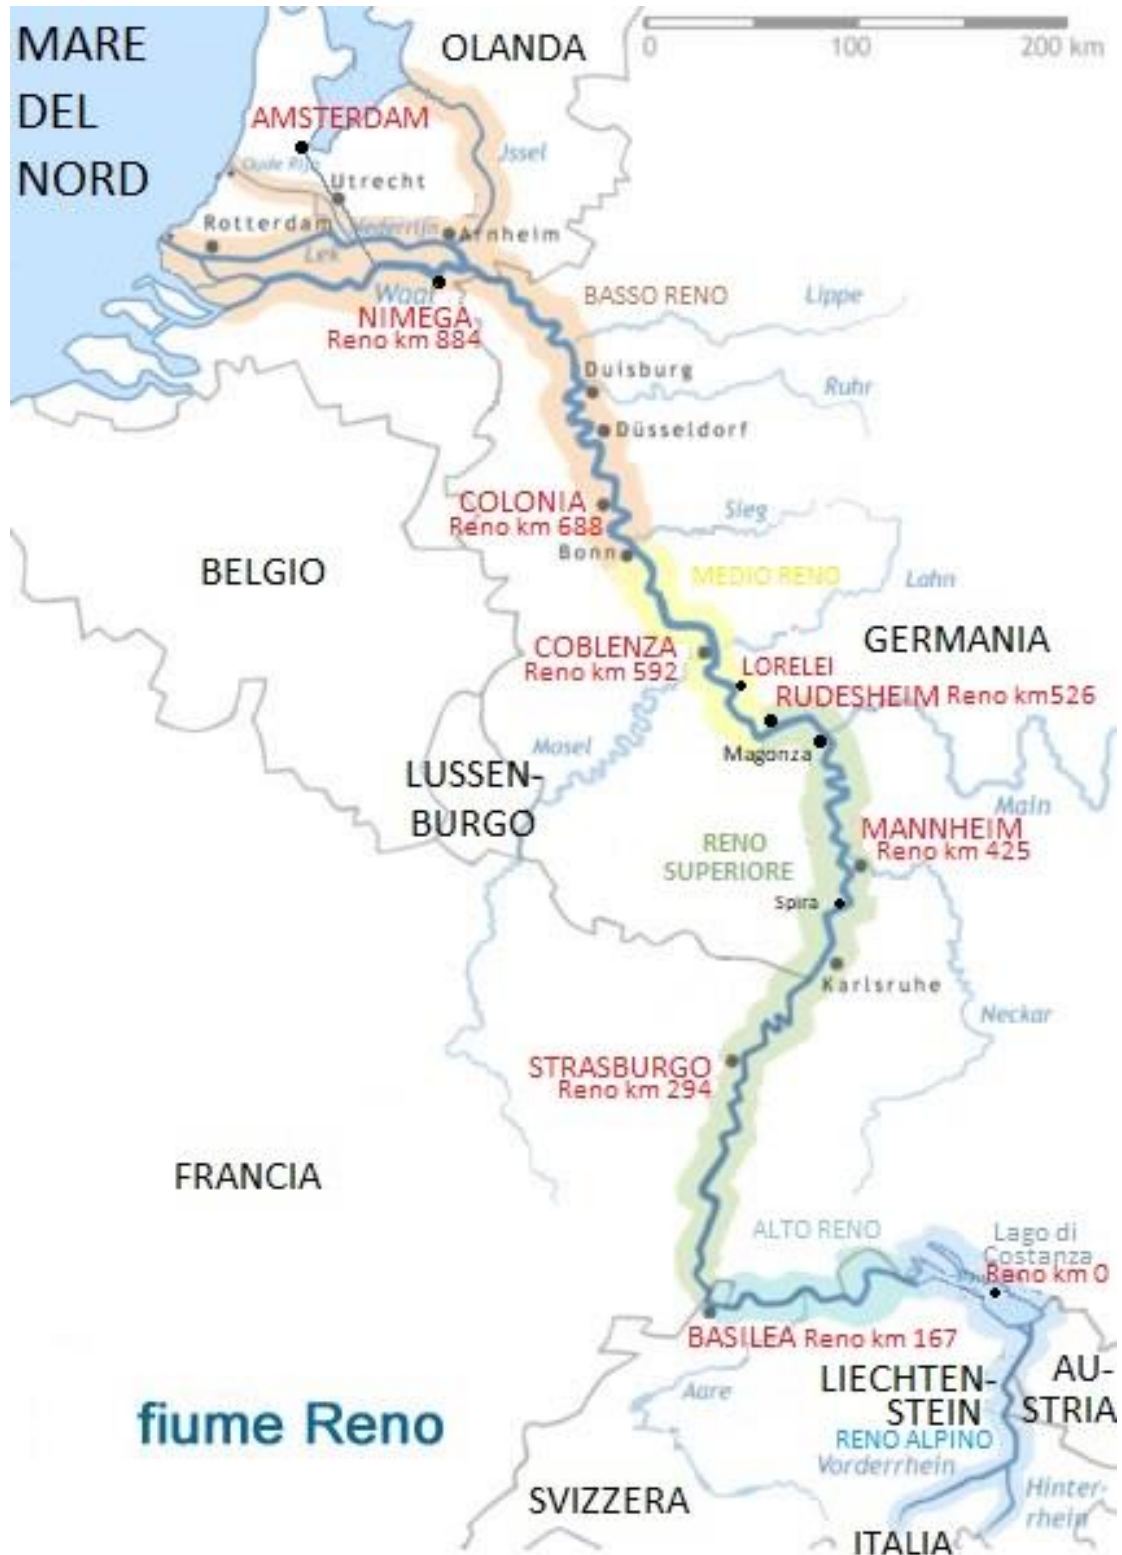 MARE
DEL
NORD
OLANDA
0 100 200 km
AMSTERDAM
Oude Rijn
Utrecht
Jssel
Rotterdam
Nederrijn
Arnheim
Lek
Waal
NIMEGA
Reno km 884
BASSO RENO
Lippe
Duisburg
Ruhr
Düsseldorf
COLONIA
Reno km 688
Sieg
Bonn
BELGIO
MEDIO RENO
Lahn
GERMANIA
COBLENZA
Reno km 592
LORELEI
RUDESHEIM Reno km526
Mosel
Magonza
LUSSEN-
BURGO
Main
MANNHEIM
Reno km 425
RENO
SUPERIORE
Spira
Karlsruhe
Neckar
STRASBURGO
Reno km 294
FRANCIA
ALTO RENO
Lago di
Costanza
Reno km 0
BASILEA Reno km 167
LIECHTEN-
STEIN
AU-
STRIA
Aare
fiume Reno
RENO ALPINO
Vorderrhein
Hinter-
rhein
SVIZZERA
ITALIA